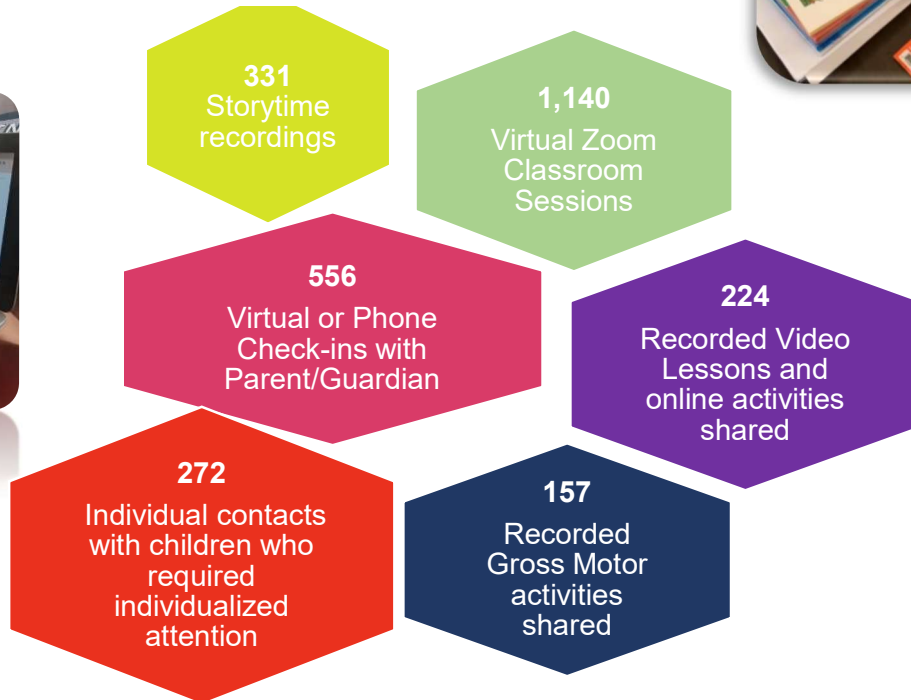 331
Storytime
recordings
1,140
Virtual Zoom
Classroom
Sessions
556
Virtual or Phone
Check-ins with
Parent/Guardian
224
Recorded Video
Lessons and
online activities
shared
272
Individual contacts
with children who
required
individualized
attention
157
Recorded
Gross Motor
activities
shared